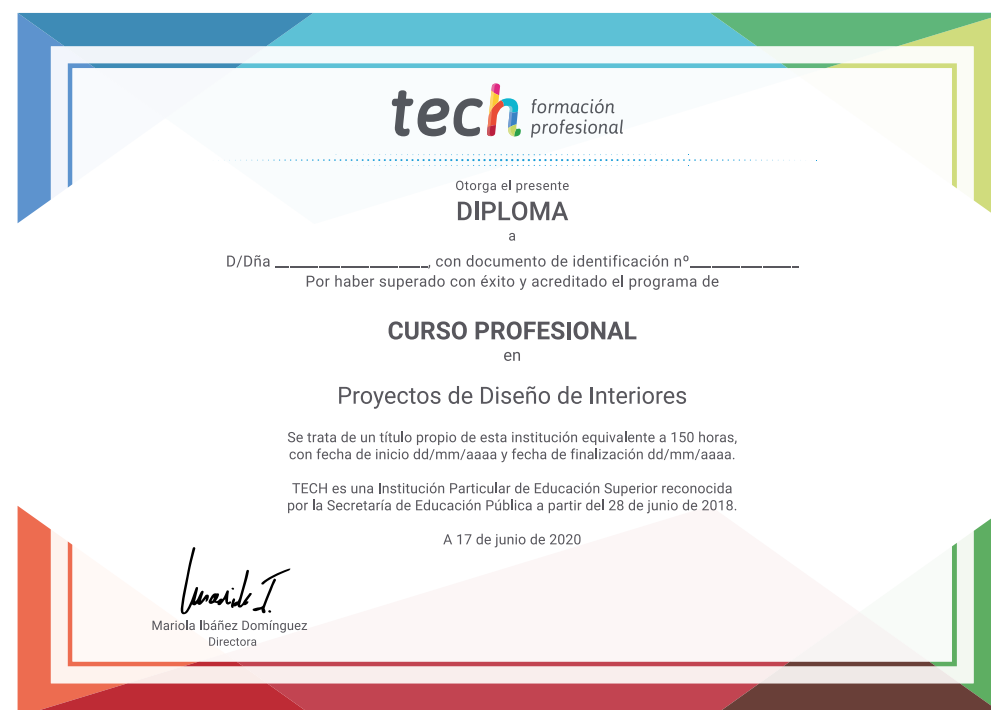 tech formación
profesional
Otorga el presente
DIPLOMA
a
D/Dña ____________________, con documento de identificación nº______________
Por haber superado con éxito y acreditado el programa de
CURSO PROFESIONAL
en
Proyectos de Diseño de Interiores
Se trata de un título propio de esta institución equivalente a 150 horas,
con fecha de inicio dd/mm/aaaa y fecha de finalización dd/mm/aaaa.
TECH es una Institución Particular de Educación Superior reconocida
por la Secretaría de Educación Pública a partir del 28 de junio de 2018.
A 17 de junio de 2020
Mariola I.
Mariola Ibáñez Domínguez
Directora